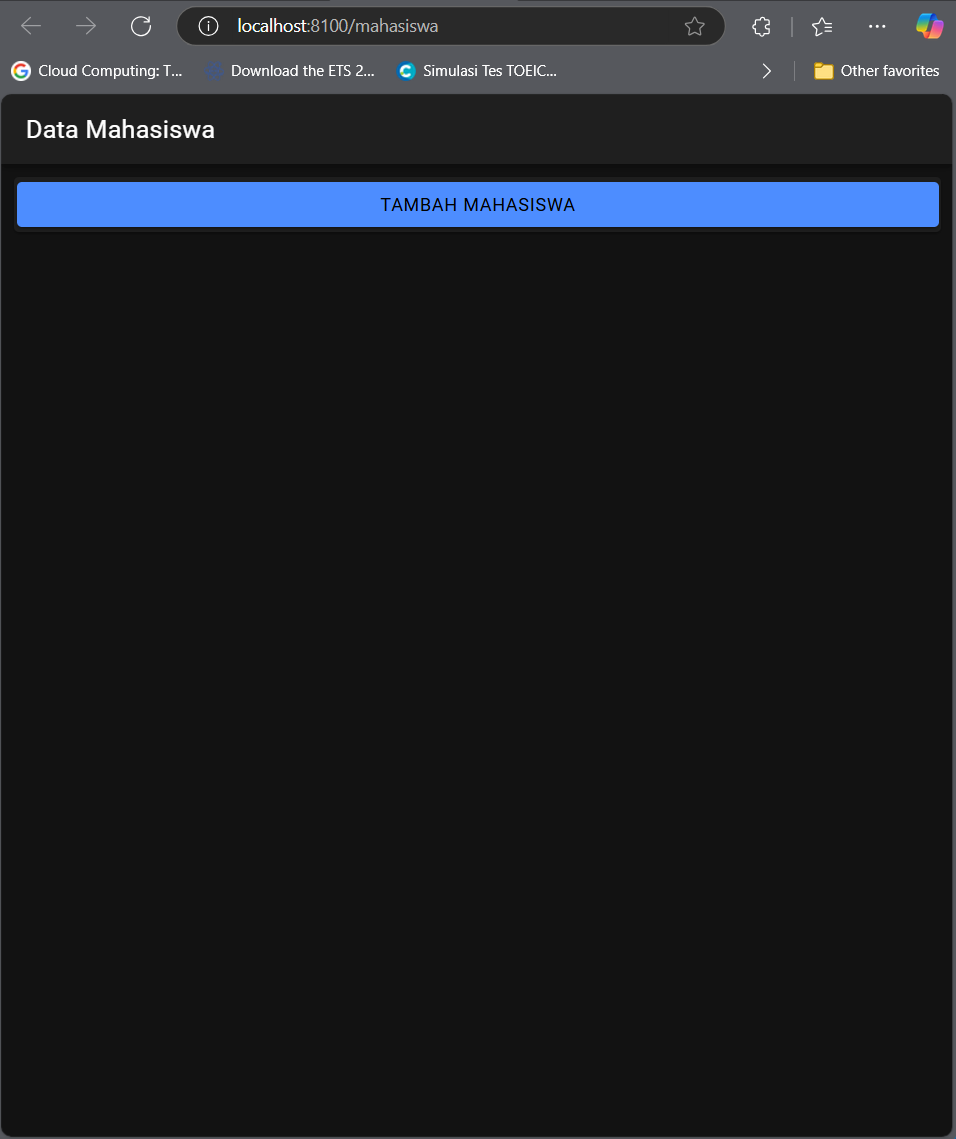 localhost:8100/mahasiswa
Cloud Computing: T... Download the ETS 2... Simulasi Tes TOEIC... Other favorites
Data Mahasiswa
TAMBAH MAHASISWA